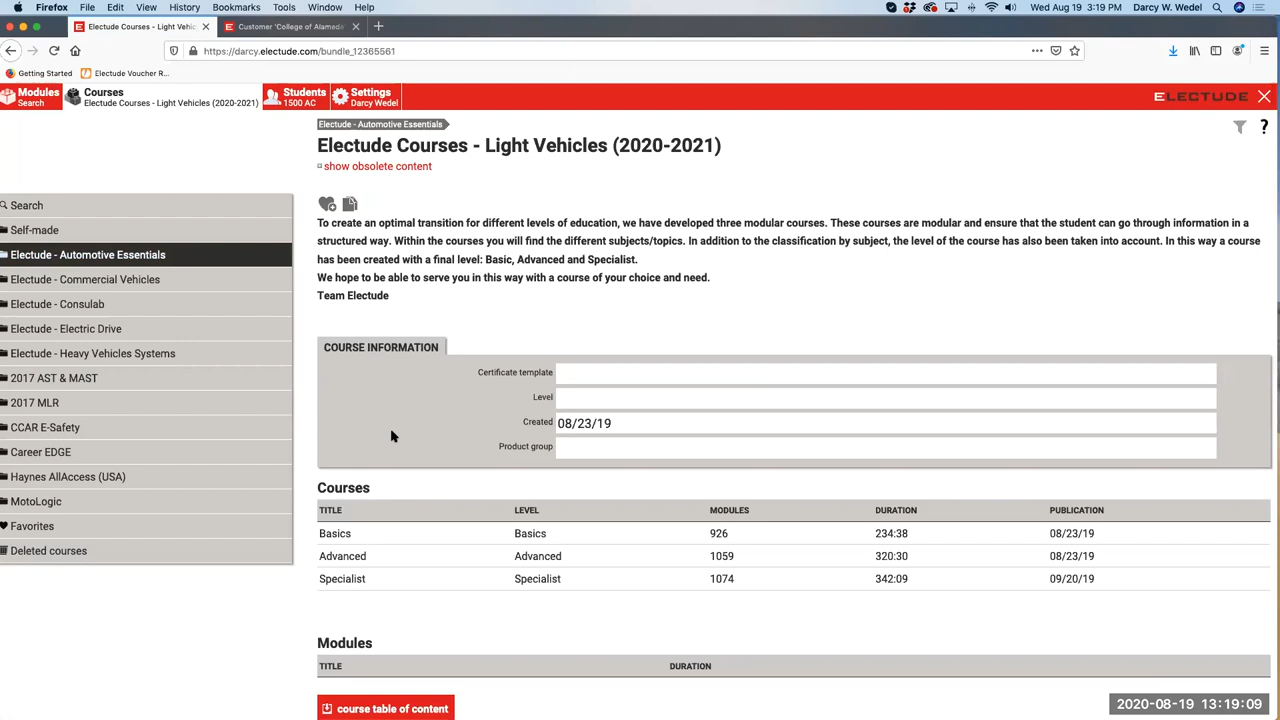 Firefox File Edit View History Bookmarks Tools Window Help Wed Aug 19 3:19 PM Darcy W. Wedel
Electude Courses - Light Vehic Customer 'College of Alameda
https://darcy.electude.com/bundle_12365561
Getting Started Electude Voucher R...
Modules
Search
Courses
Electude Courses - Light Vehicles (2020-2021)
Students
1500 AC
Settings
Darcy Wedel
ELECTUDE
Electude - Automotive Essentials
Electude Courses - Light Vehicles (2020-2021)
show obsolete content
Search
Self-made
Electude - Automotive Essentials
Electude - Commercial Vehicles
Electude - Consulab
Electude - Electric Drive
Electude - Heavy Vehicles Systems
2017 AST & MAST
2017 MLR
CCAR E-Safety
Career EDGE
Haynes AllAccess (USA)
MotoLogic
Favorites
Deleted courses
To create an optimal transition for different levels of education, we have developed three modular courses. These courses are modular and ensure that the student can go through information in a
structured way. Within the courses you will find the different subjects/topics. In addition to the classification by subject, the level of the course has also been taken into account. In this way a course
has been created with a final level: Basic, Advanced and Specialist.
We hope to be able to serve you in this way with a course of your choice and need.
Team Electude
COURSE INFORMATION
Certificate template
Level
Created 08/23/19
Product group
Courses
TITLE LEVEL MODULES DURATION PUBLICATION
Basics Basics 926 234:38 08/23/19
Advanced Advanced 1059 320:30 08/23/19
Specialist Specialist 1074 342:09 09/20/19
Modules
TITLE DURATION
course table of content
2020-08-19 13:19:09